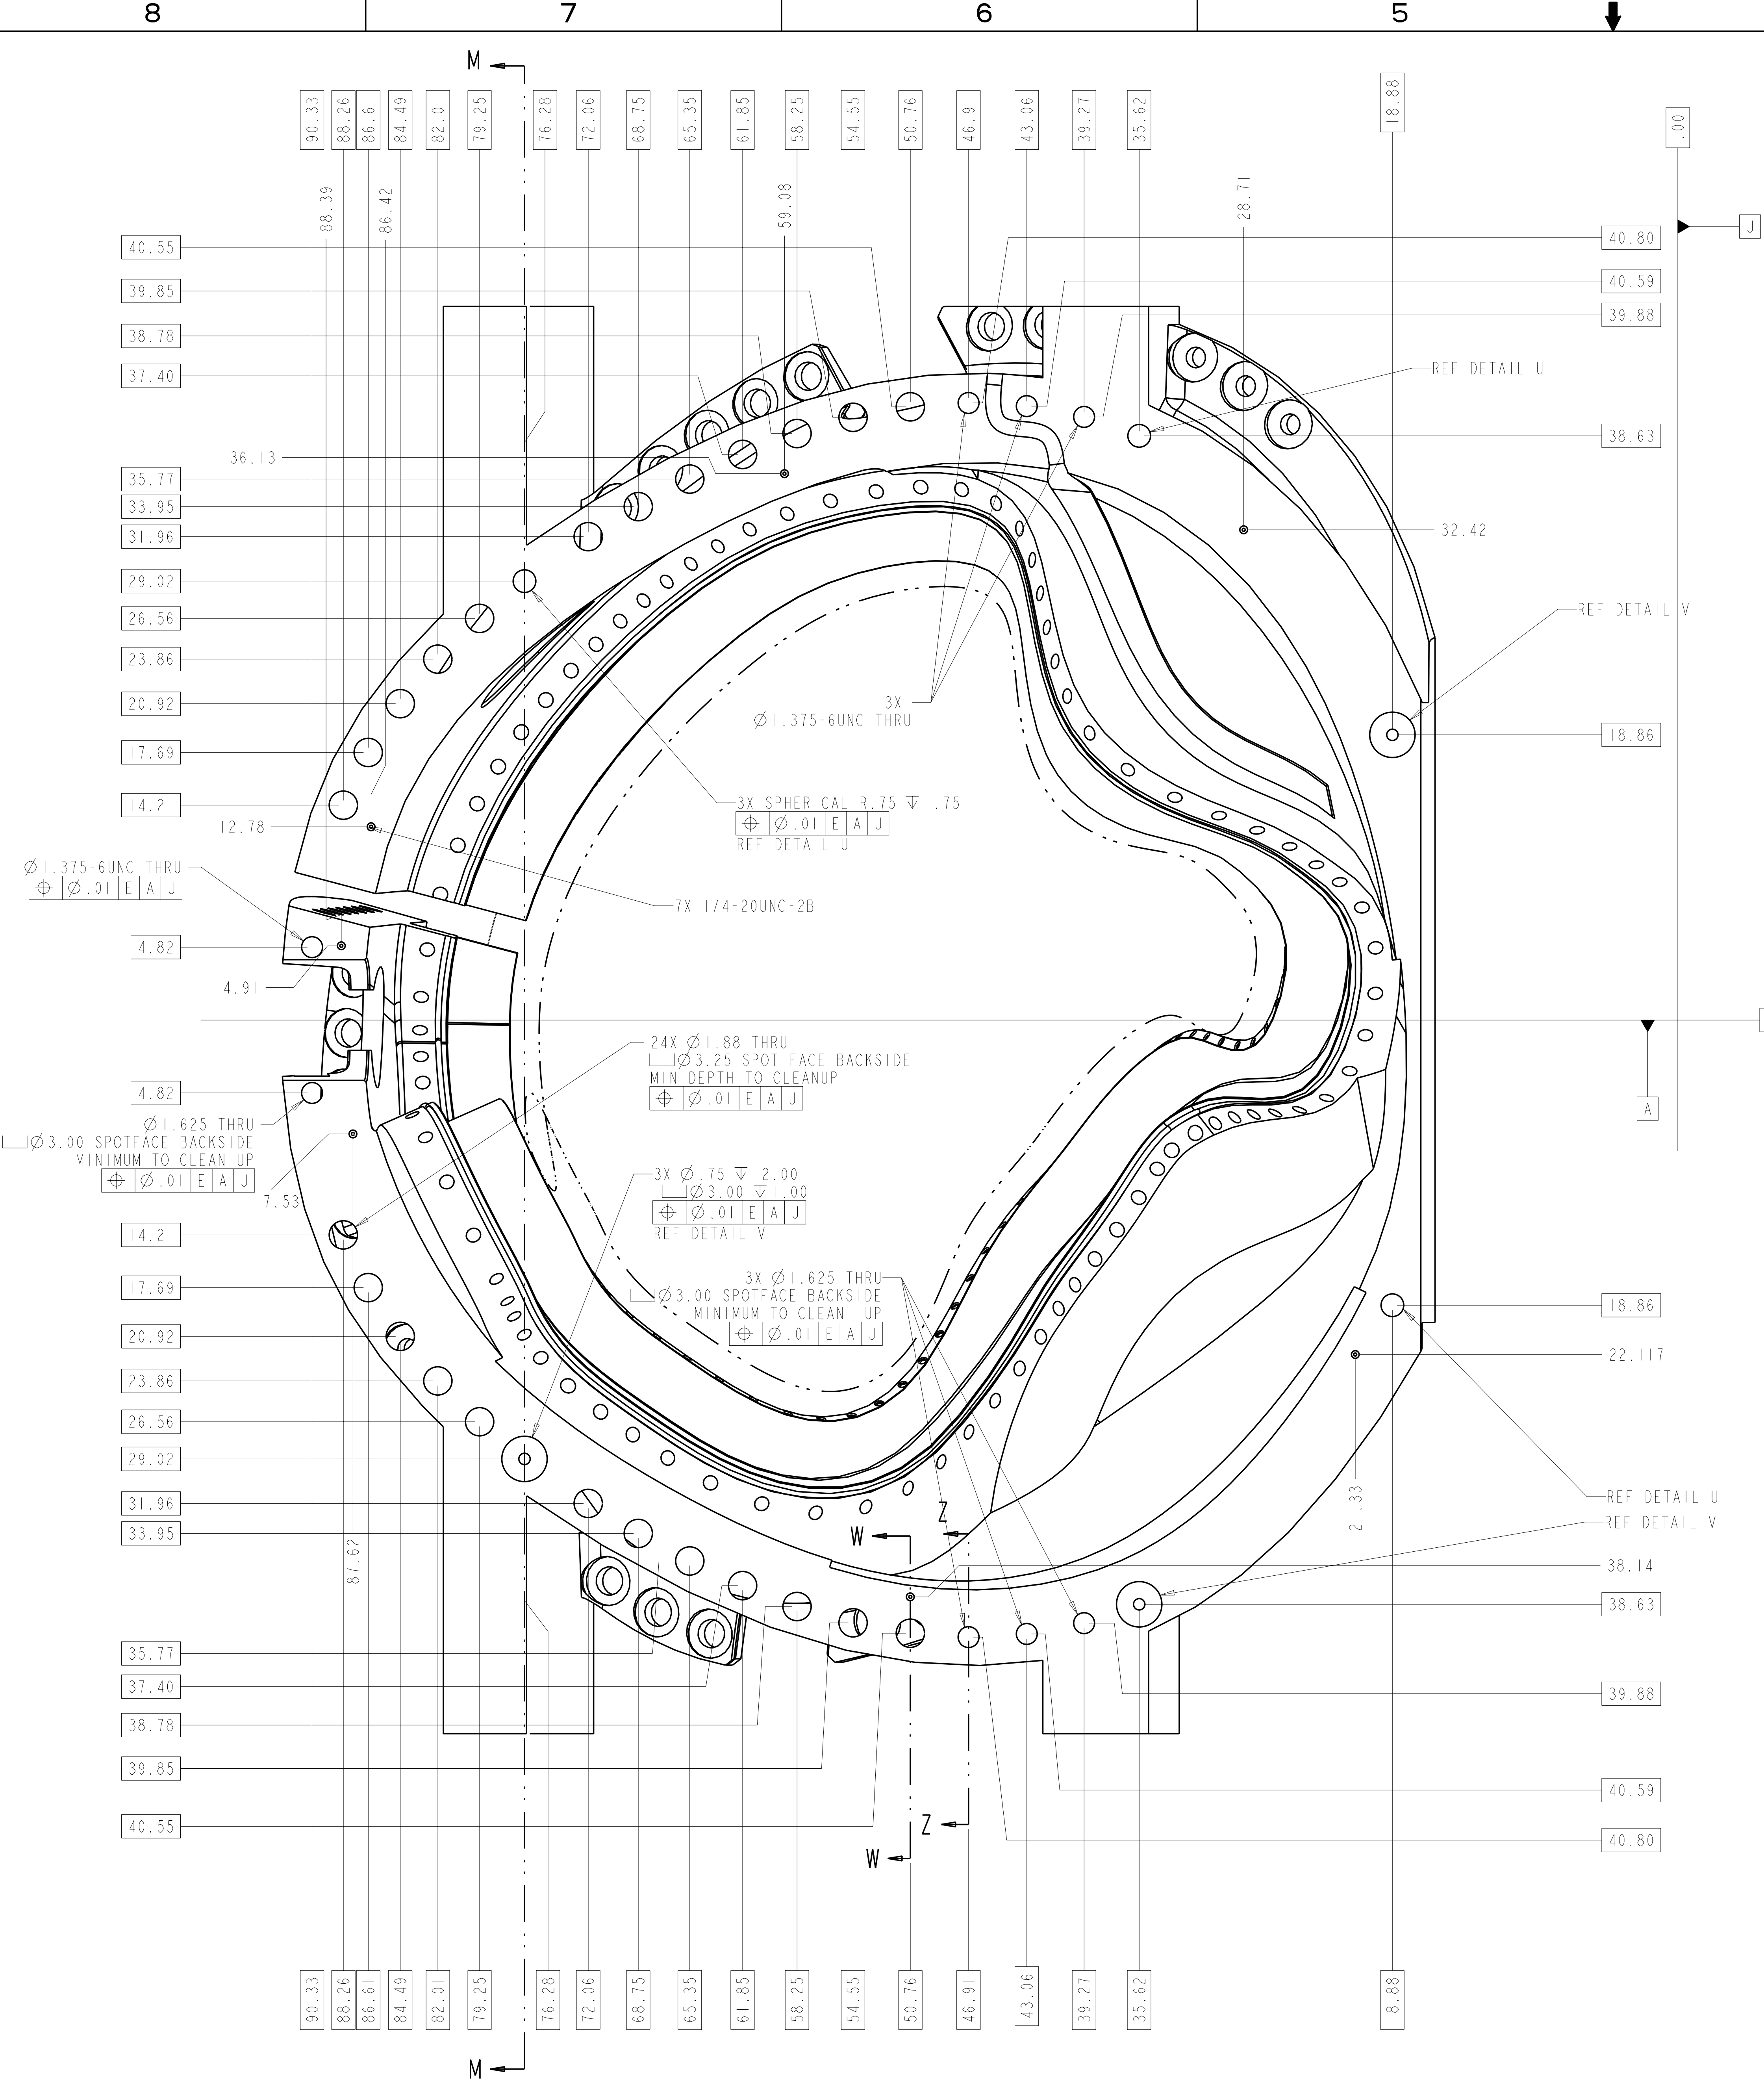 8 7 6 5
M
90.33 88.26 86.61 84.49 82.01 79.25 76.28 72.06 68.75 65.35 61.85 58.25 54.55 50.76 46.91 43.06 39.27 35.62 18.88 .00
88.39 86.42 59.08 28.71
J
40.55
39.85
38.78
37.40
36.13
35.77
33.95
31.96
29.02
26.56
23.86
20.92
17.69
14.21
12.78
40.80
40.59
39.88
REF DETAIL U
38.63
32.42
REF DETAIL V
18.86
3X
Ø1.375-6UNC THRU
3X SPHERICAL R.75 ↧ .75
⌖ Ø.01 E A J
REF DETAIL U
7X 1/4-20UNC-2B
Ø1.375-6UNC THRU
⌖ Ø.01 E A J
4.82
4.91
24X Ø1.88 THRU
⌴Ø3.25 SPOT FACE BACKSIDE
MIN DEPTH TO CLEANUP
⌖ Ø.01 E A J
A
4.82
Ø1.625 THRU
⌴Ø3.00 SPOTFACE BACKSIDE
MINIMUM TO CLEAN UP
⌖ Ø.01 E A J
7.53
3X Ø.75 ↧ 2.00
⌴Ø3.00 ↧1.00
⌖ Ø.01 E A J
REF DETAIL V
3X Ø1.625 THRU
⌴Ø3.00 SPOTFACE BACKSIDE
MINIMUM TO CLEAN UP
⌖ Ø.01 E A J
14.21
17.69
20.92
23.86
26.56
29.02
31.96
33.95
87.62
35.77
37.40
38.78
39.85
40.55
18.86
22.117
21.33
REF DETAIL U
REF DETAIL V
38.14
38.63
39.88
40.59
40.80
W Z
Z
W
90.33 88.26 86.61 84.49 82.01 79.25 76.28 72.06 68.75 65.35 61.85 58.25 54.55 50.76 46.91 43.06 39.27 35.62 18.88
M